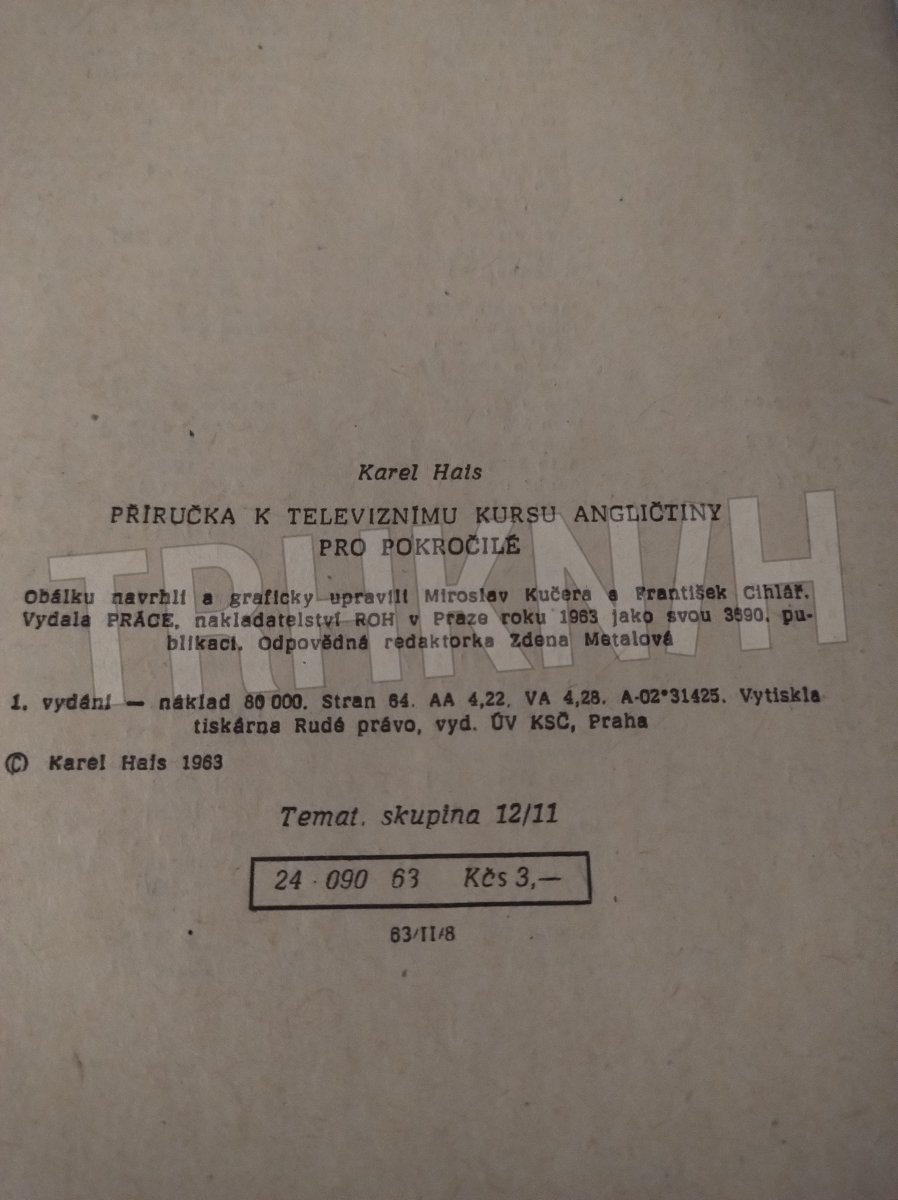 Karel Hais
PŘÍRUČKA K TELEVIZNÍMU KURSU ANGLIČTINY
PRO POKROČILÉ
Obálku navrhli a graficky upravili Miroslav Kučera a František Cihlář.
Vydala PRÁCE, nakladatelství ROH v Praze roku 1963 jako svou 3690. pu-
blikaci. Odpovědná redaktorka Zdena Metalová
1. vydání — náklad 80 000. Stran 64. AA 4,22, VA 4,28. A-02*31425. Vytiskla
tiskárna Rudé právo, vyd. ÚV KSČ, Praha
© Karel Hais 1963
Temat. skupina 12/11
24 - 090 63 Kčs 3,—
63/II/8
TRHKNIH